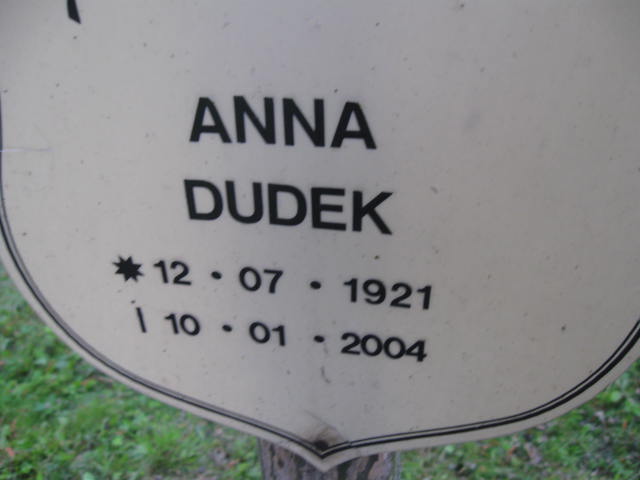 ANNA
DUDEK
✷ 12 • 07 • 1921
| 10 • 01 • 2004